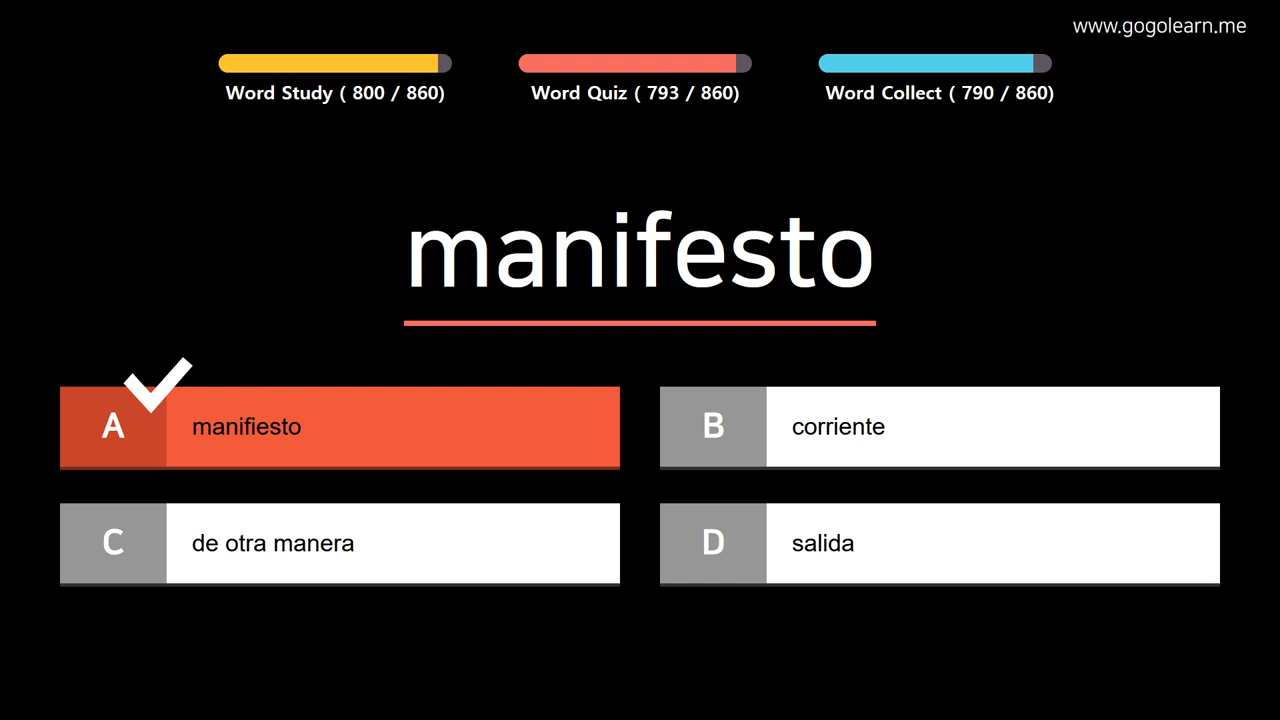 www.gogolearn.me
Word Study ( 800 / 860)
Word Quiz ( 793 / 860)
Word Collect ( 790 / 860)
manifesto
A
manifiesto
B
corriente
C
de otra manera
D
salida